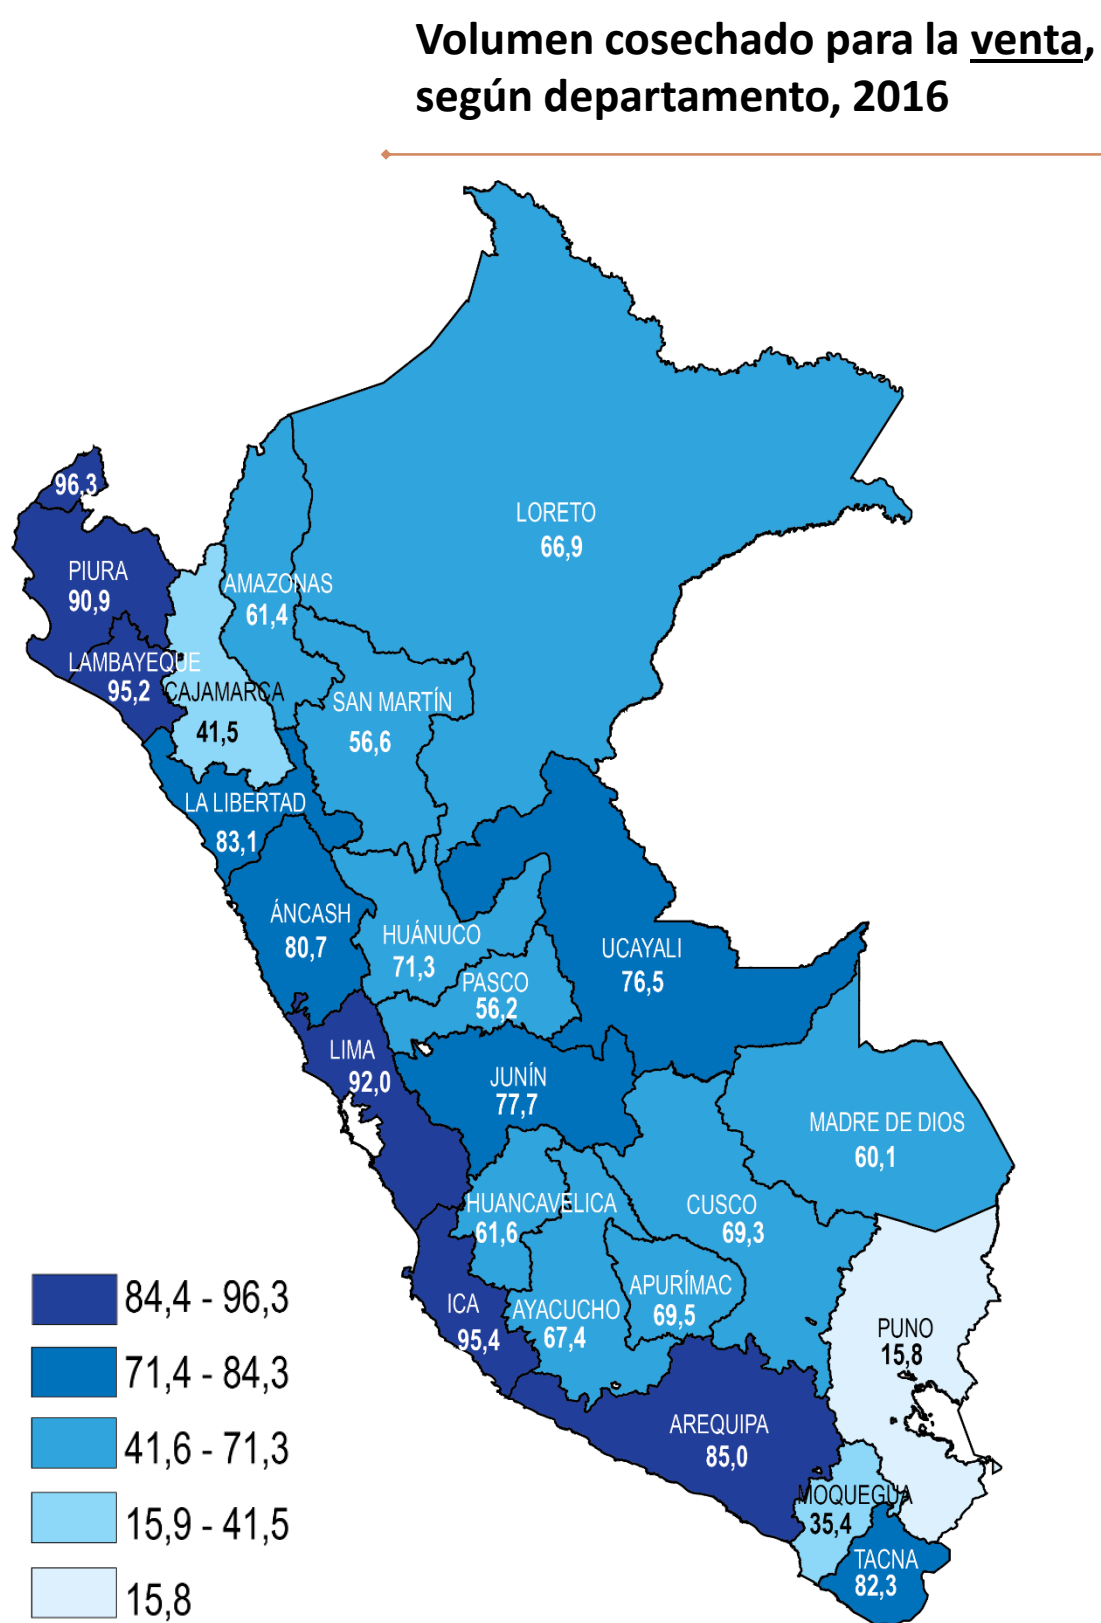 Volumen cosechado para la venta,
según departamento, 2016
LORETO
66,9
96,3
PIURA
90,9
AMAZONAS
61,4
LAMBAYEQUE
95,2
CAJAMARCA
41,5
SAN MARTÍN
56,6
LA LIBERTAD
83,1
ÁNCASH
80,7
HUÁNUCO
71,3
UCAYALI
76,5
PASCO
56,2
LIMA
92,0
JUNÍN
77,7
MADRE DE DIOS
60,1
HUANCAVELICA
61,6
CUSCO
69,3
ICA
95,4
AYACUCHO
67,4
APURÍMAC
69,5
PUNO
15,8
AREQUIPA
85,0
MOQUEGUA
35,4
TACNA
82,3
84,4 - 96,3
71,4 - 84,3
41,6 - 71,3
15,9 - 41,5
15,8